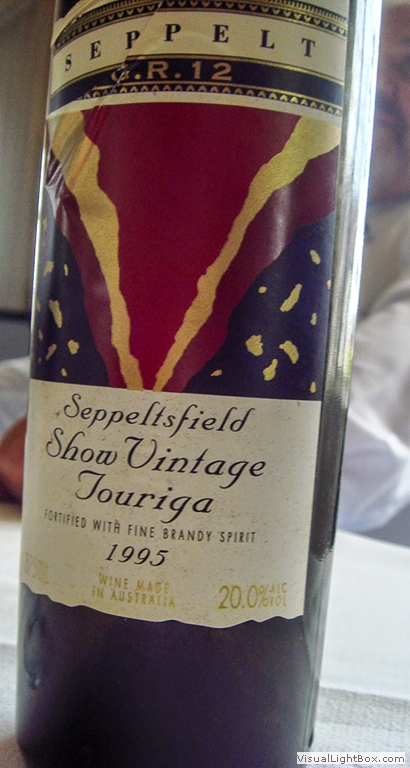 SEPPELT
G.R.12
Seppeltsfield
Show Vintage
Touriga
FORTIFIED WITH FINE BRANDY SPIRIT
1995
375ML
WINE MADE
IN AUSTRALIA
20.0% ALC
VOL
VisualLightBox.com